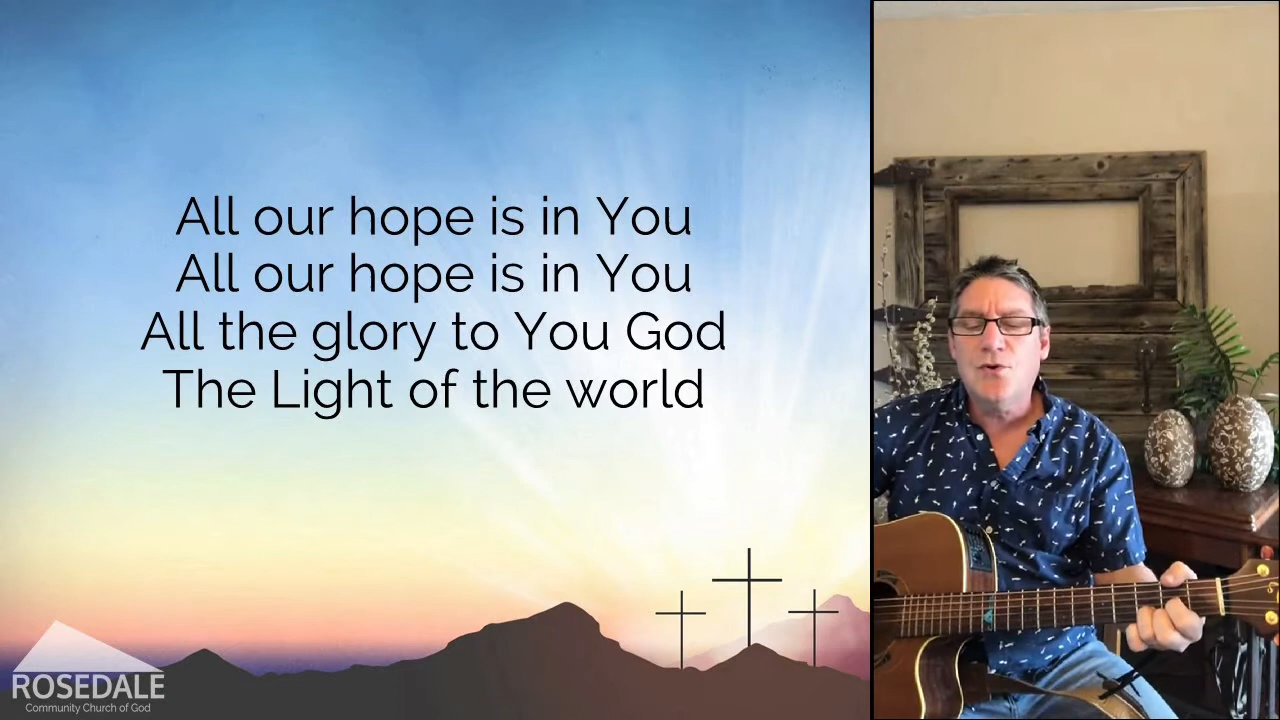 All our hope is in You
All our hope is in You
All the glory to You God
The Light of the world
ROSEDALE
Community Church of God